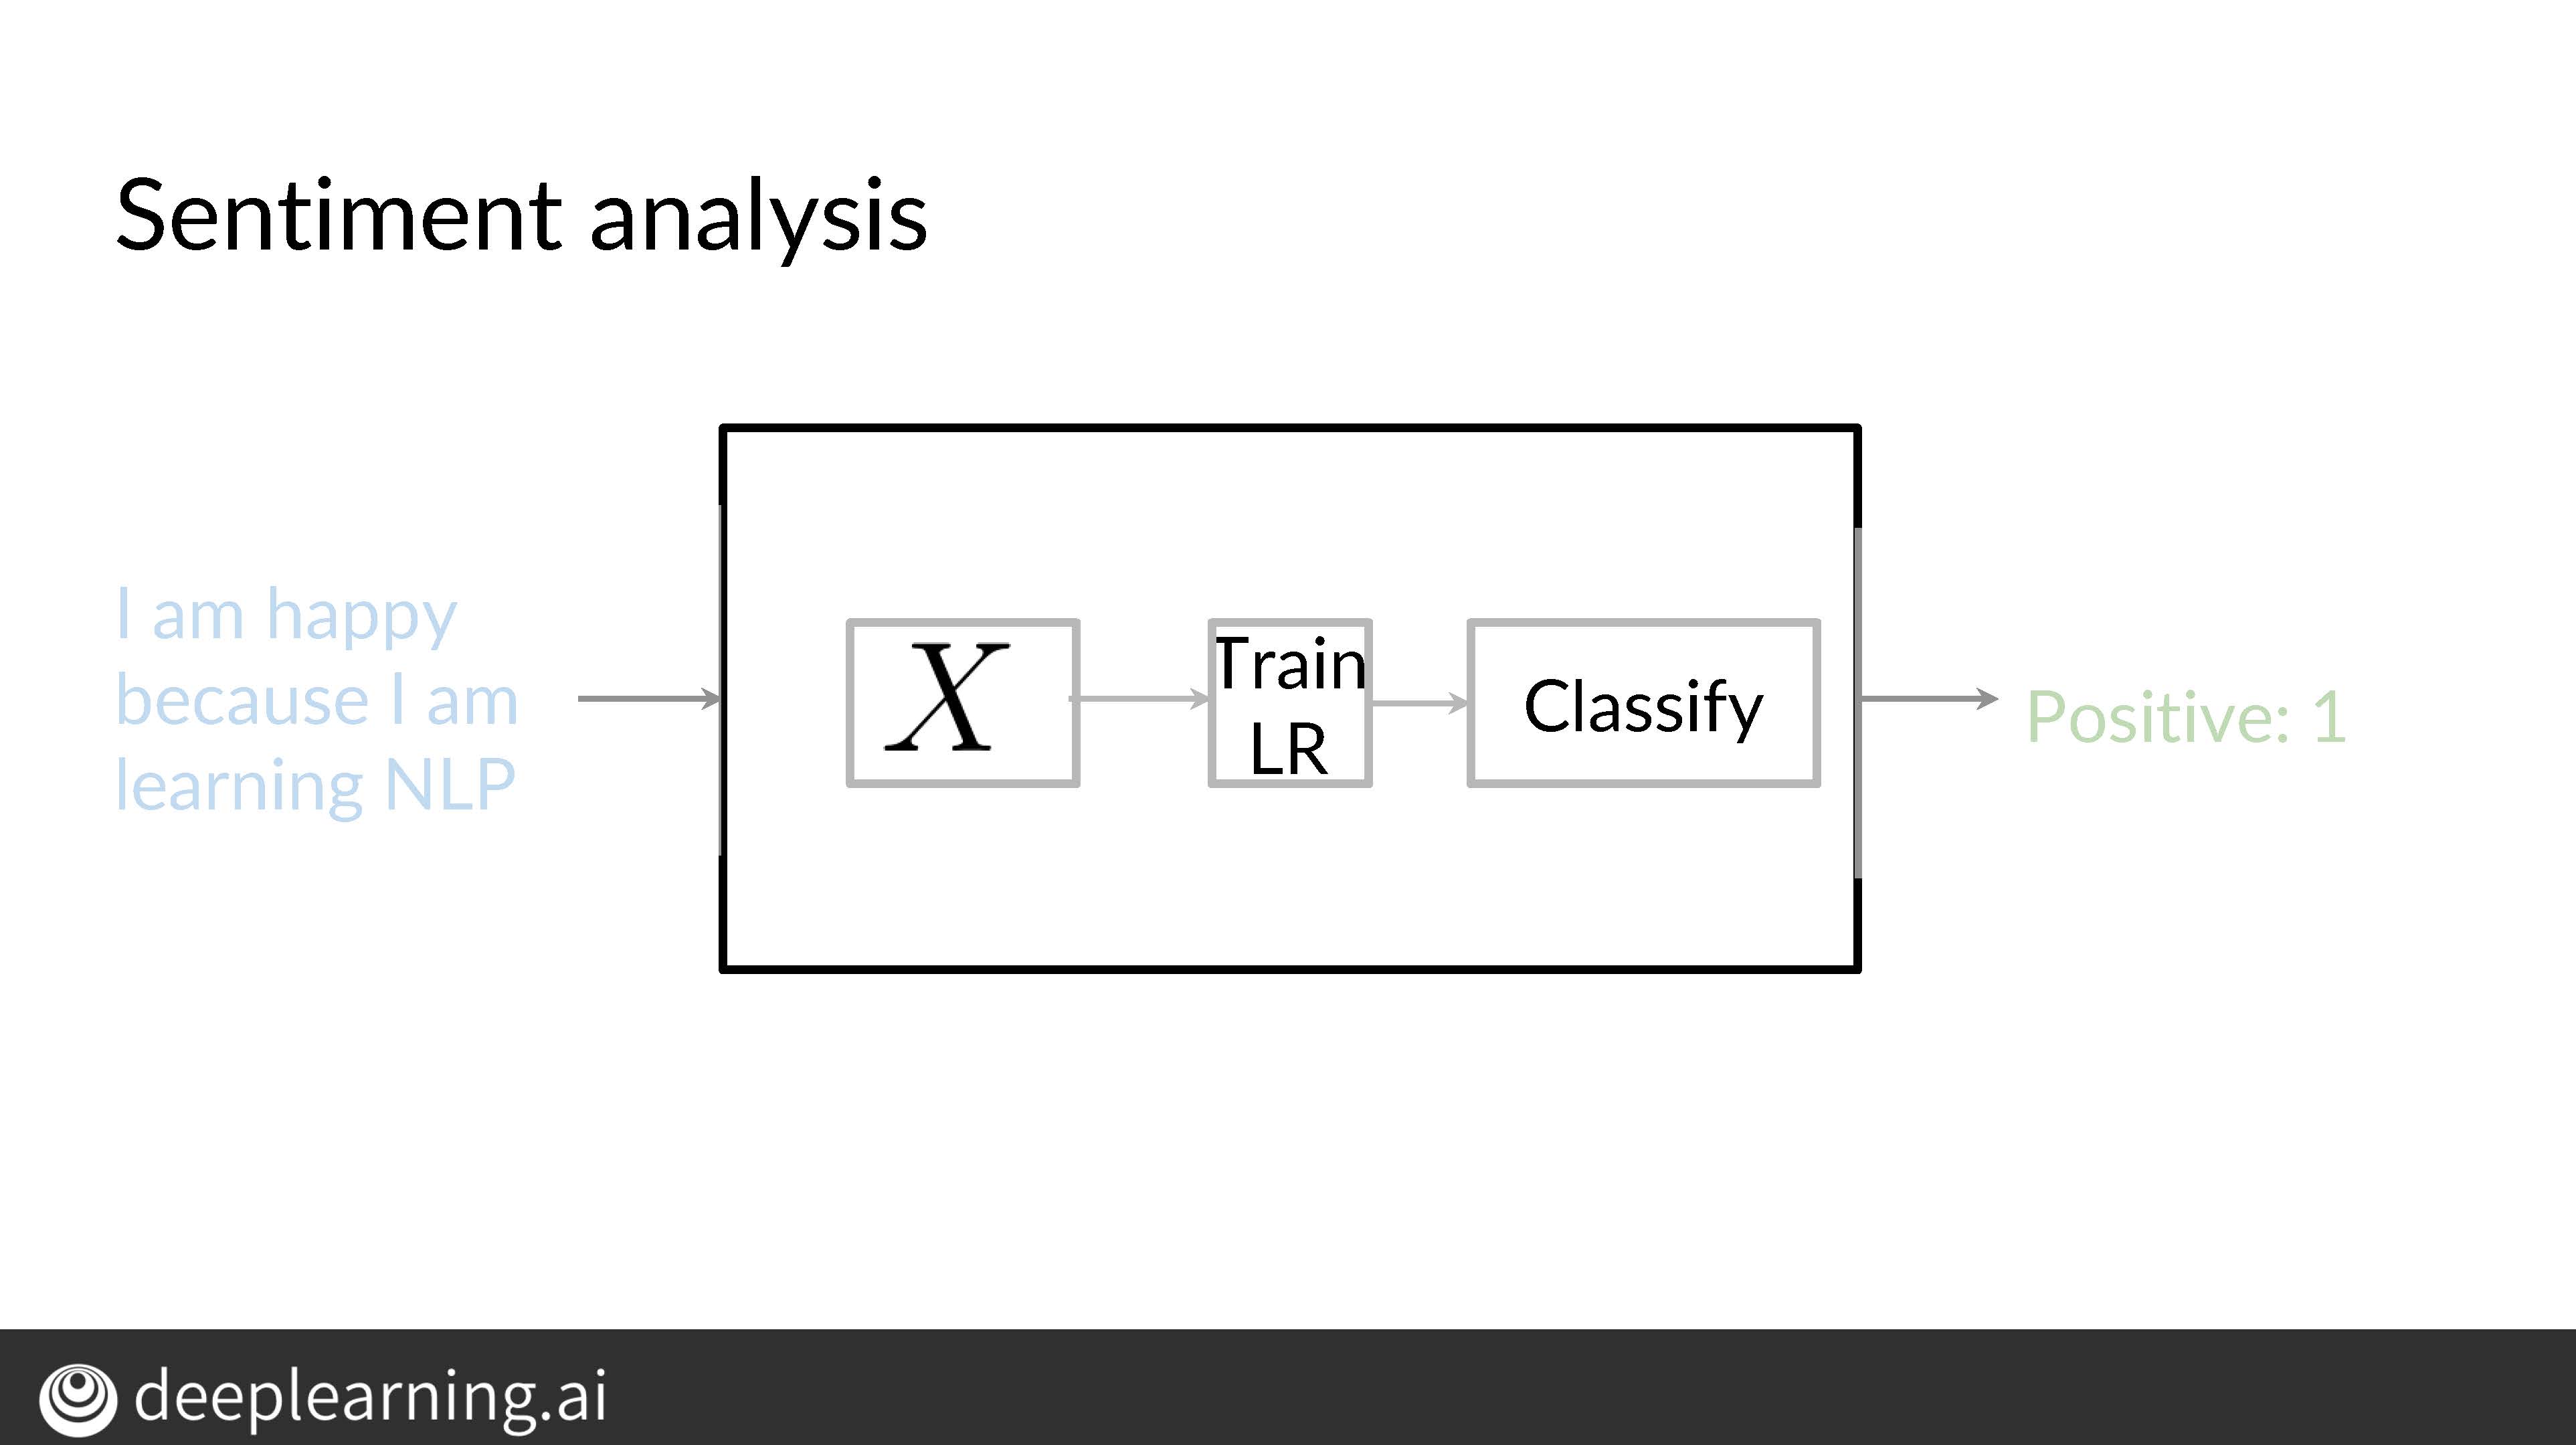 Sentiment analysis
I am happy
because I am
learning NLP
X
Train
LR
Classify
Positive: 1
deeplearning.ai